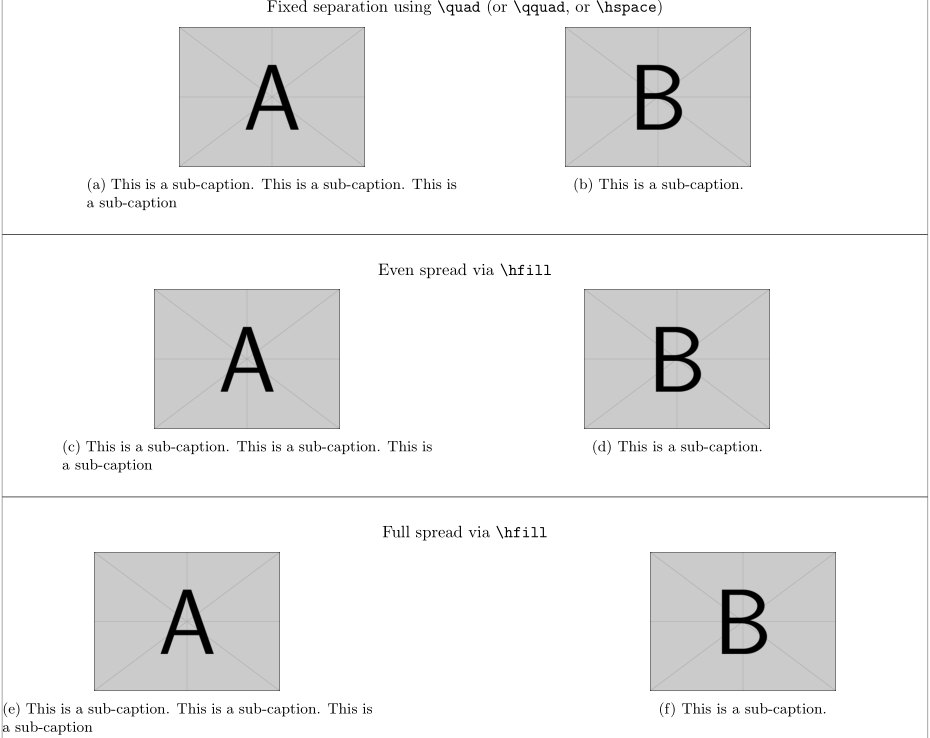 Fixed separation using \quad (or \qquad, or \hspace)
A
B
(a) This is a sub-caption. This is a sub-caption. This is
a sub-caption
(b) This is a sub-caption.
Even spread via \hfill
A
B
(c) This is a sub-caption. This is a sub-caption. This is
a sub-caption
(d) This is a sub-caption.
Full spread via \hfill
A
B
(e) This is a sub-caption. This is a sub-caption. This is
a sub-caption
(f) This is a sub-caption.